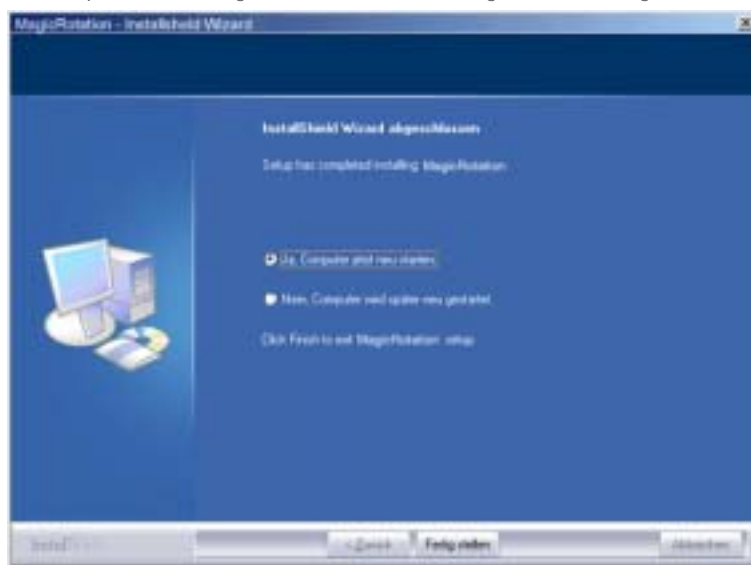 MagicRotation - InstallShield Wizard
InstallShield Wizard abgeschlossen
Setup has completed installing MagicRotation
Ja, Computer jetzt neu starten.
Nein, Computer wird später neu gestartet.
Click Finish to exit MagicRotation setup.
< Zurück
Fertig stellen
Abbrechen